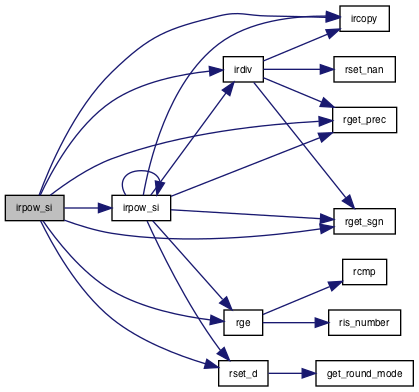 ircopy
irdiv
rset_nan
rget_prec
irpow_si
irpow_si
rget_sgn
rcmp
rge
ris_number
rset_d
get_round_mode